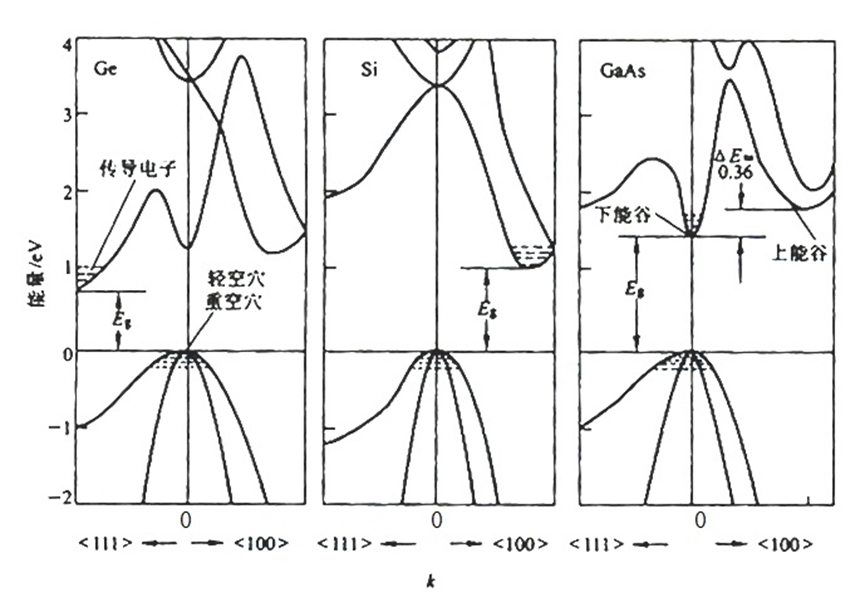 4
3
2
1
0
−1
−2
能量/eV
Ge
传导电子
Eg
轻空穴
重空穴
Si
Eg
GaAs
ΔE=
0.36
下能谷
上能谷
Eg
0
0
0
<111>
<100>
<111>
<100>
<111>
<100>
k